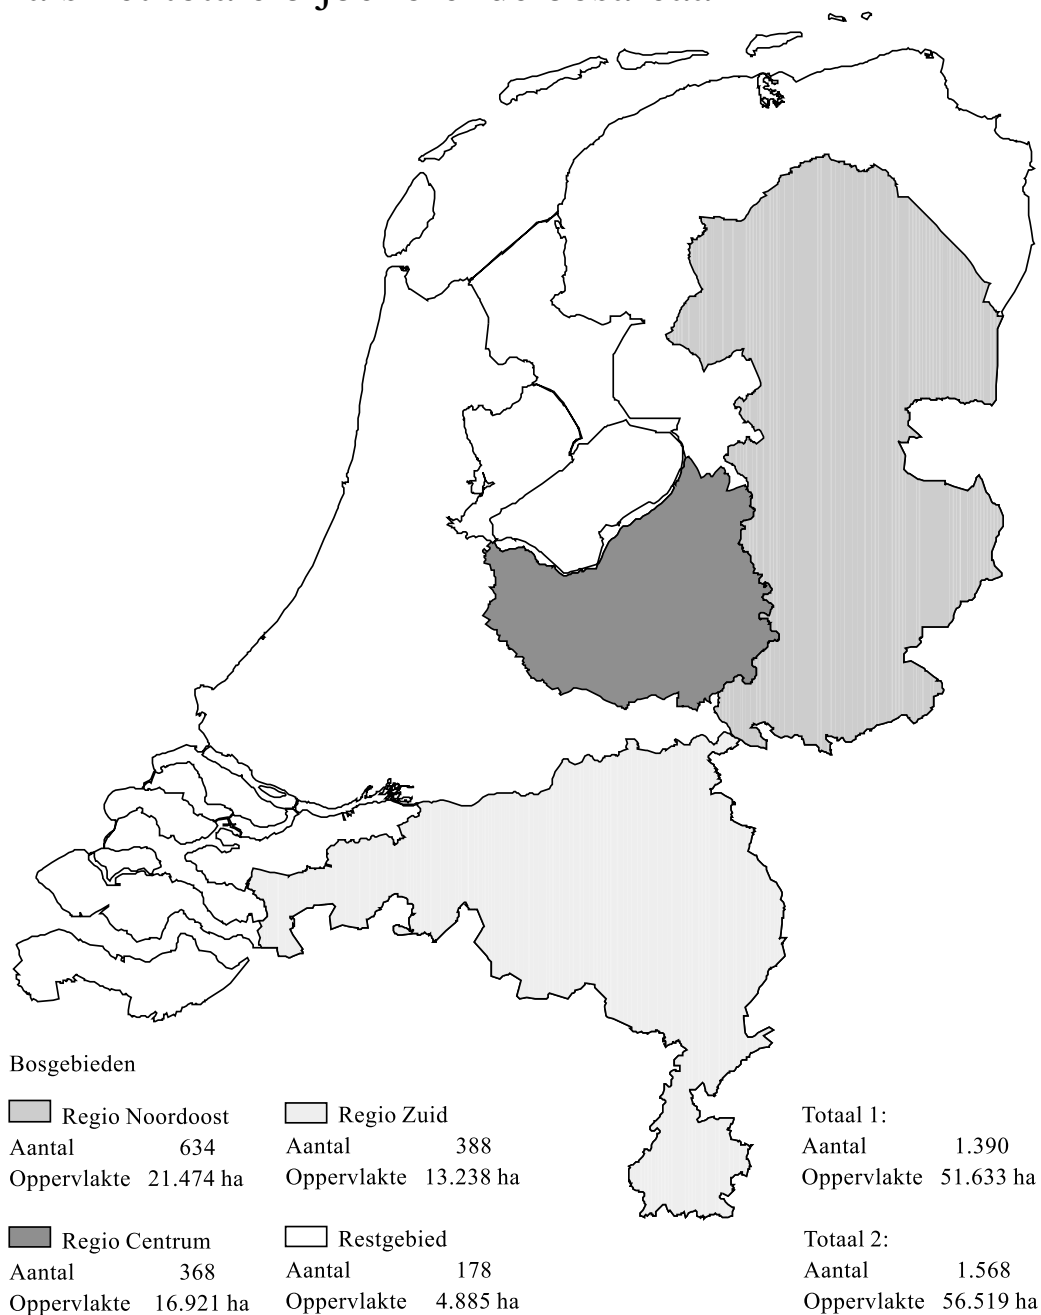 Bosgebieden
Regio Noordoost
Aantal 634
Oppervlakte 21.474 ha
Regio Zuid
Aantal 388
Oppervlakte 13.238 ha
Totaal 1:
Aantal 1.390
Oppervlakte 51.633 ha
Regio Centrum
Aantal 368
Oppervlakte 16.921 ha
Restgebied
Aantal 178
Oppervlakte 4.885 ha
Totaal 2:
Aantal 1.568
Oppervlakte 56.519 ha